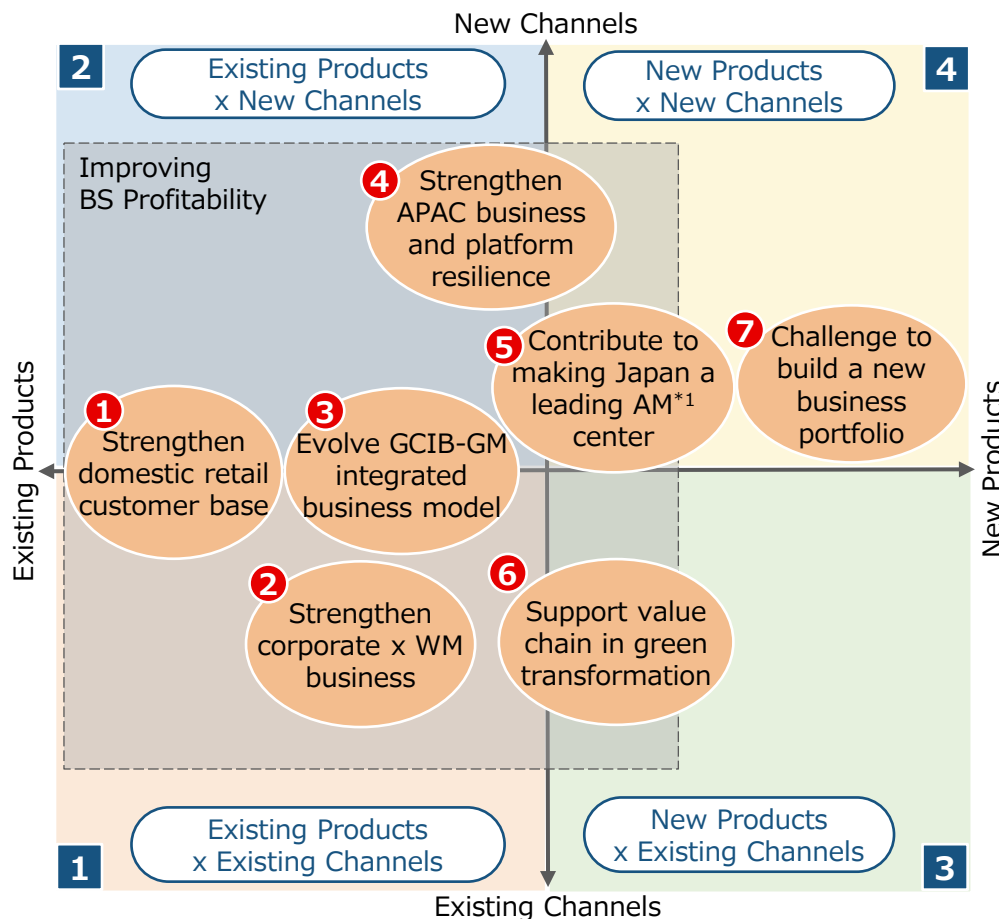 New Channels
2
Existing Products
x New Channels
New Products
x New Channels
4
Improving
BS Profitability
4
Strengthen
APAC business
and platform
resilience
5
Contribute to
making Japan a
leading AM*1
center
7
Challenge to
build a new
business
portfolio
1
Strengthen
domestic retail
customer base
3
Evolve GCIB-GM
integrated
business model
Existing Products
New Products
2
Strengthen
corporate x WM
business
6
Support value
chain in green
transformation
1
Existing Products
x Existing Channels
New Products
x Existing Channels
3
Existing Channels